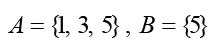 A = {1, 3, 5} , B = {5}